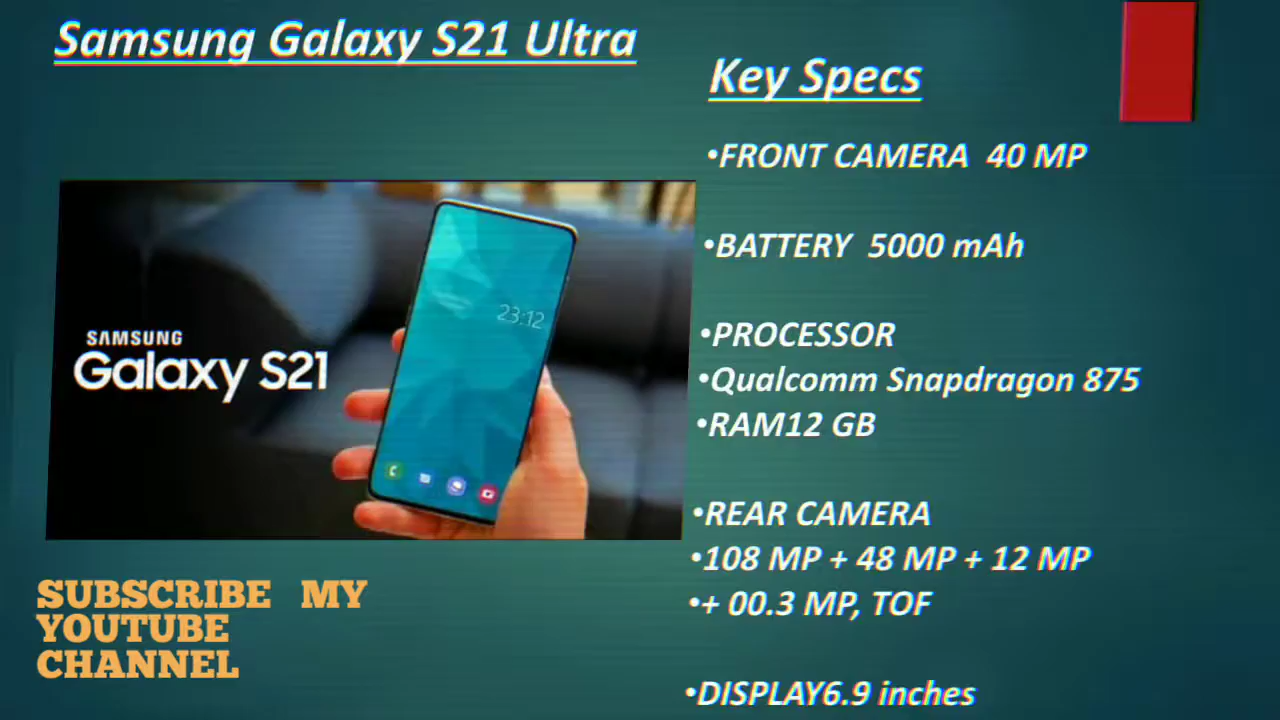 Samsung Galaxy S21 Ultra
Key Specs
•FRONT CAMERA  40 MP
•BATTERY  5000 mAh
•PROCESSOR
•Qualcomm Snapdragon 875
•RAM12 GB
•REAR CAMERA
•108 MP + 48 MP + 12 MP
•+ 00.3 MP, TOF
•DISPLAY6.9 inches
SAMSUNG
Galaxy S21
23:12
SUBSCRIBE MY
YOUTUBE
CHANNEL